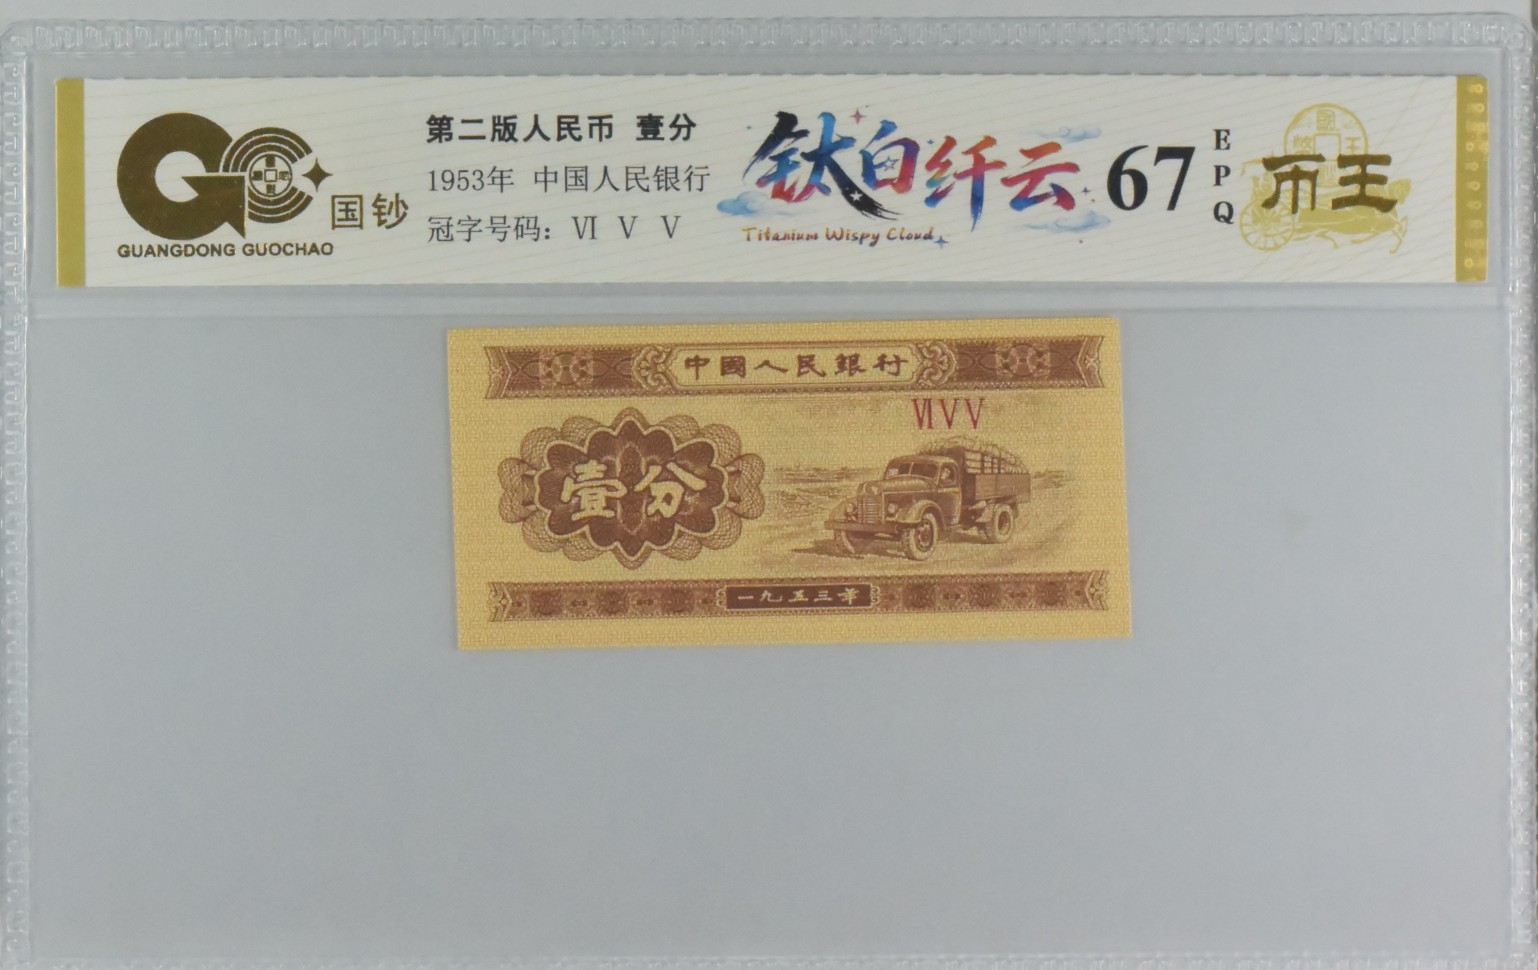 国钞
GUANGDONG GUOCHAO
第二版人民币 壹分
1953年 中国人民银行
冠字号码: Ⅵ Ⅴ Ⅴ
钛白纤云
Titanium Wispy Cloud
67
EPQ
币王
中國人民銀行
ⅥⅤⅤ
壹分
一九五三年